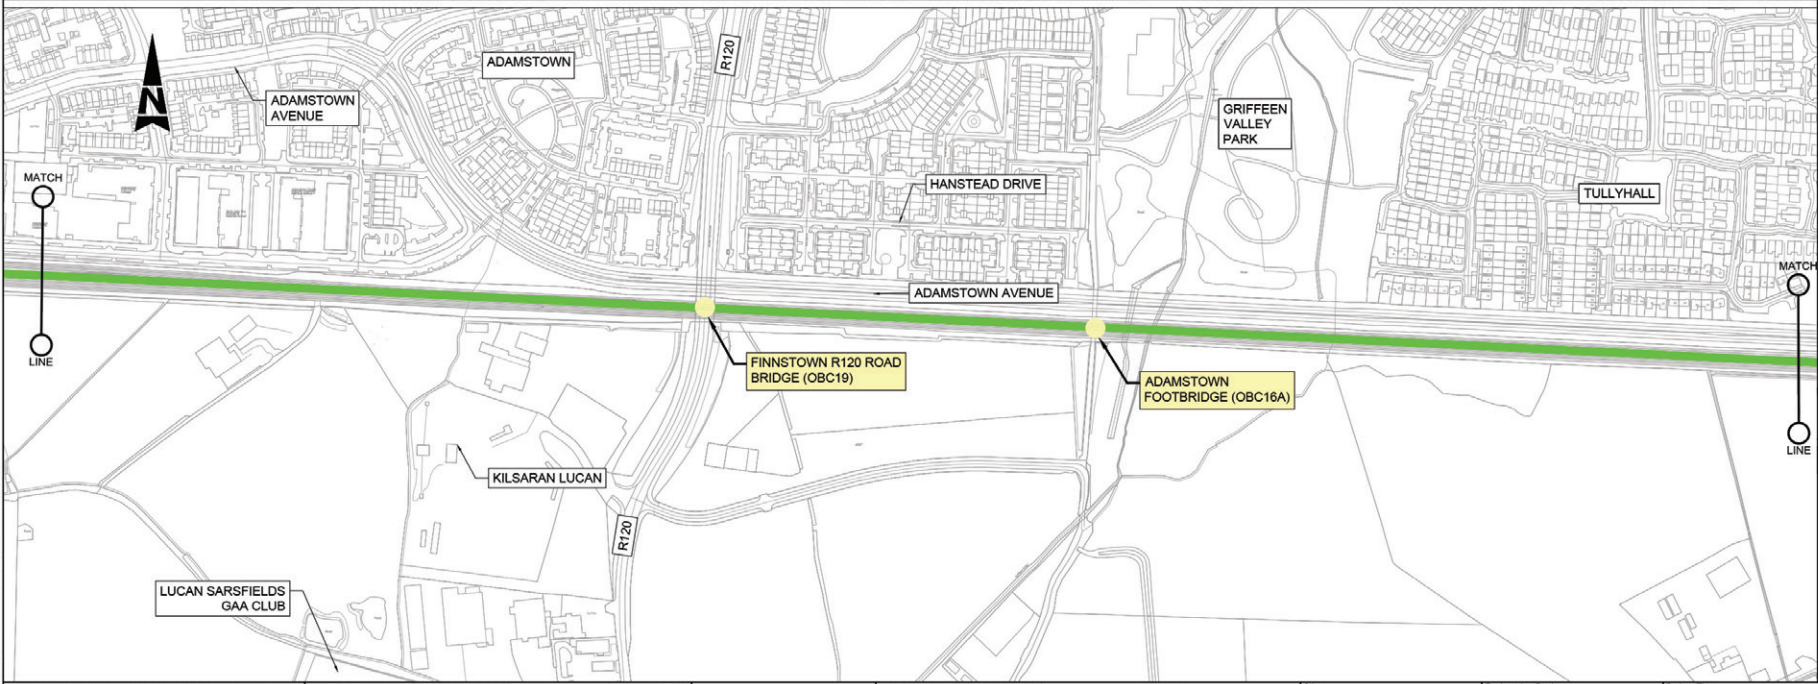 R120
ADAMSTOWN
ADAMSTOWN
AVENUE
N
GRIFFEEN
VALLEY
PARK
MATCH
HANSTEAD DRIVE
TULLYHALL
MATCH
ADAMSTOWN AVENUE
LINE
FINNSTOWN R120 ROAD
BRIDGE (OBC19)
ADAMSTOWN
FOOTBRIDGE (OBC16A)
LINE
KILSARAN LUCAN
R120
LUCAN SARSFIELDS
GAA CLUB